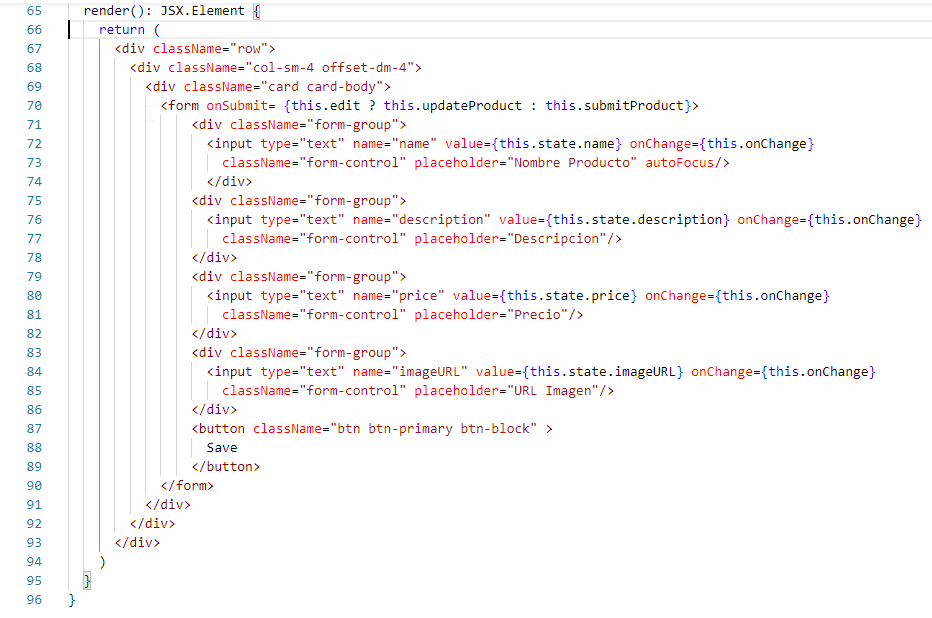 65 render(): JSX.Element {
66 return (
67 <div className="row">
68 <div className="col-sm-4 offset-dm-4">
69 <div className="card card-body">
70 <form onSubmit= {this.edit ? this.updateProduct : this.submitProduct}>
71 <div className="form-group">
72 <input type="text" name="name" value={this.state.name} onChange={this.onChange}
73 className="form-control" placeholder="Nombre Producto" autoFocus/>
74 </div>
75 <div className="form-group">
76 <input type="text" name="description" value={this.state.description} onChange={this.onChange}
77 className="form-control" placeholder="Descripcion"/>
78 </div>
79 <div className="form-group">
80 <input type="text" name="price" value={this.state.price} onChange={this.onChange}
81 className="form-control" placeholder="Precio"/>
82 </div>
83 <div className="form-group">
84 <input type="text" name="imageURL" value={this.state.imageURL} onChange={this.onChange}
85 className="form-control" placeholder="URL Imagen"/>
86 </div>
87 <button className="btn btn-primary btn-block" >
88 Save
89 </button>
90 </form>
91 </div>
92 </div>
93 </div>
94 )
95 }
96 }